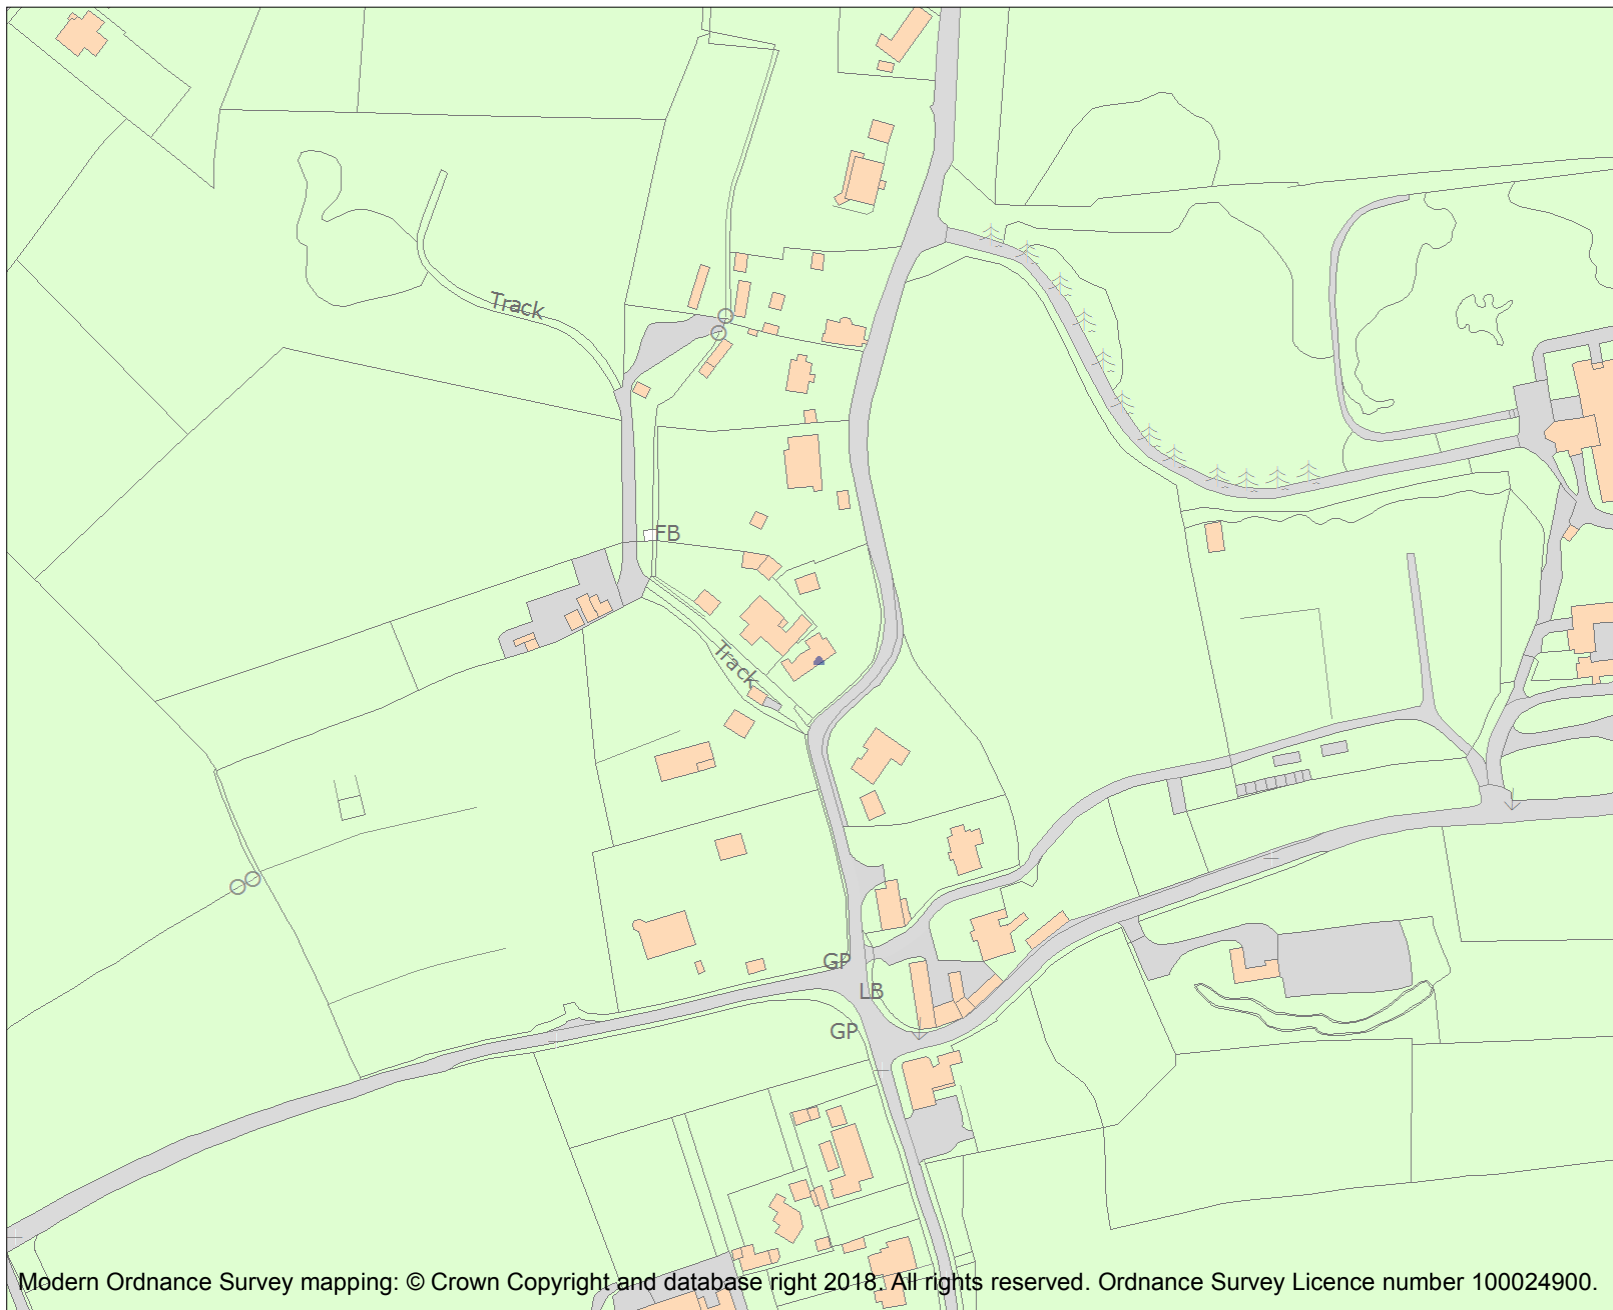 Track
FB
Track
GP
LB
GP
Modern Ordnance Survey mapping: © Crown Copyright and database right 2018. All rights reserved. Ordnance Survey Licence number 100024900.